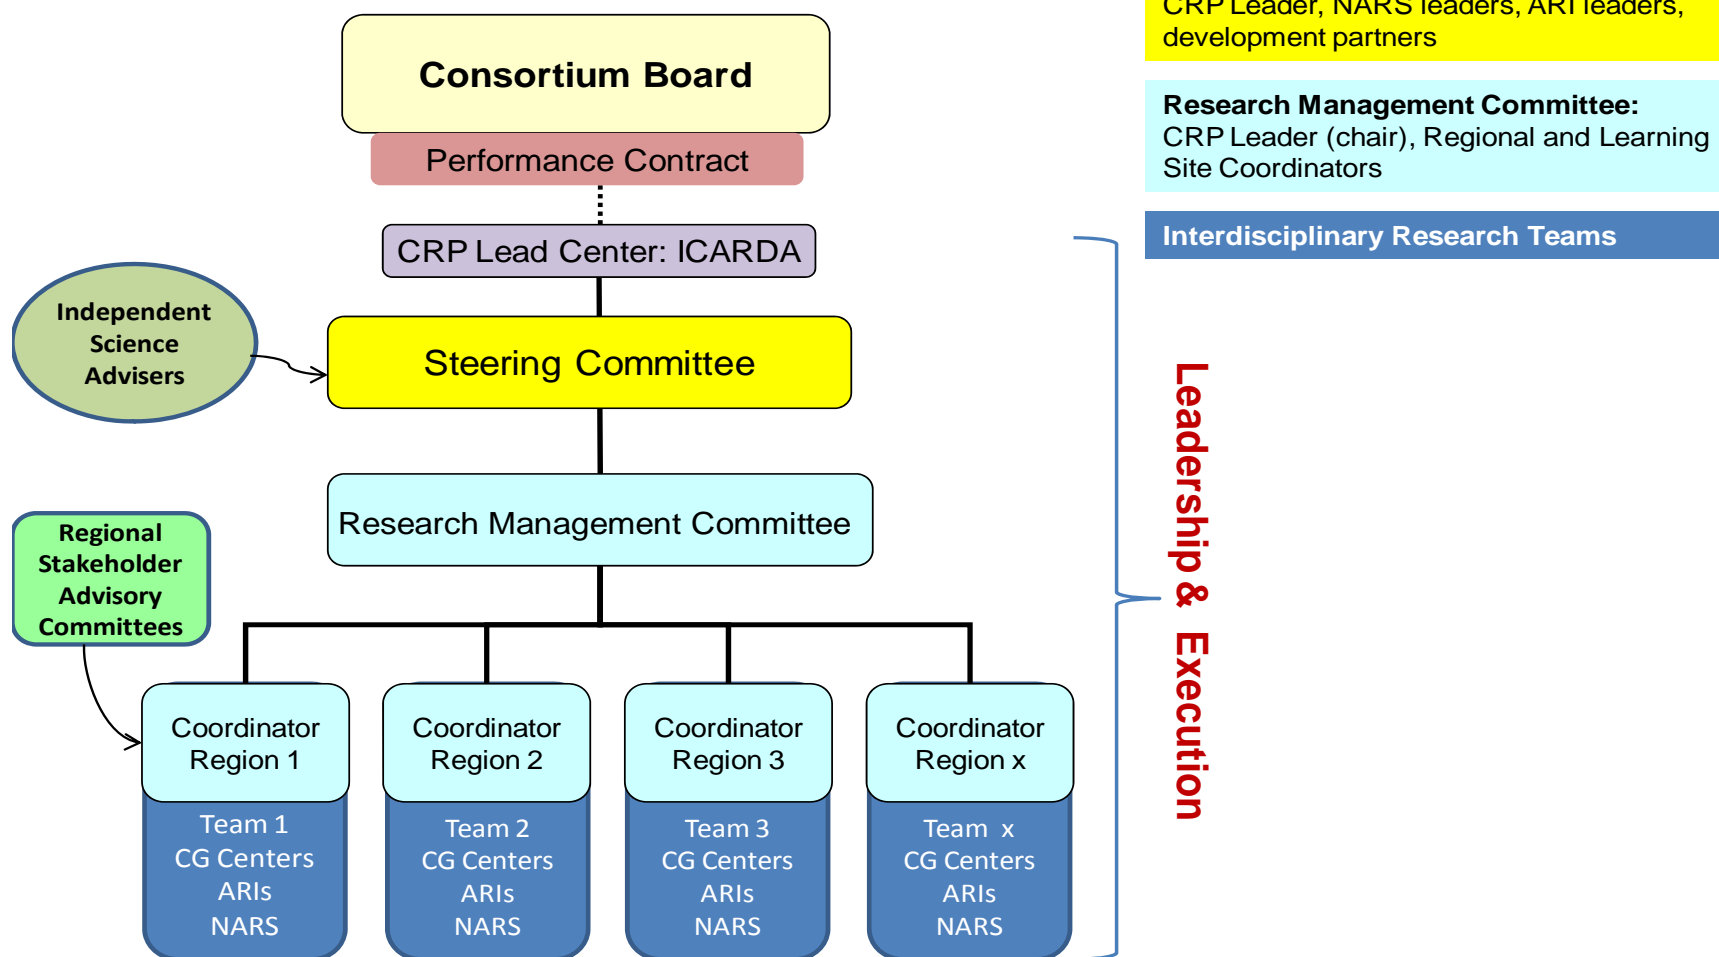 Consortium Board
Performance Contract
CRP Lead Center: ICARDA
Independent
Science
Advisers
Steering Committee
Research Management Committee
Regional
Stakeholder
Advisory
Committees
Coordinator
Region 1
Team 1
CG Centers
ARIs
NARS
Coordinator
Region 2
Team 2
CG Centers
ARIs
NARS
Coordinator
Region 3
Team 3
CG Centers
ARIs
NARS
Coordinator
Region x
Team x
CG Centers
ARIs
NARS
CRP Leader, NARS leaders, ARI leaders,
development partners
Research Management Committee:
CRP Leader (chair), Regional and Learning
Site Coordinators
Interdisciplinary Research Teams
Leadership & Execution